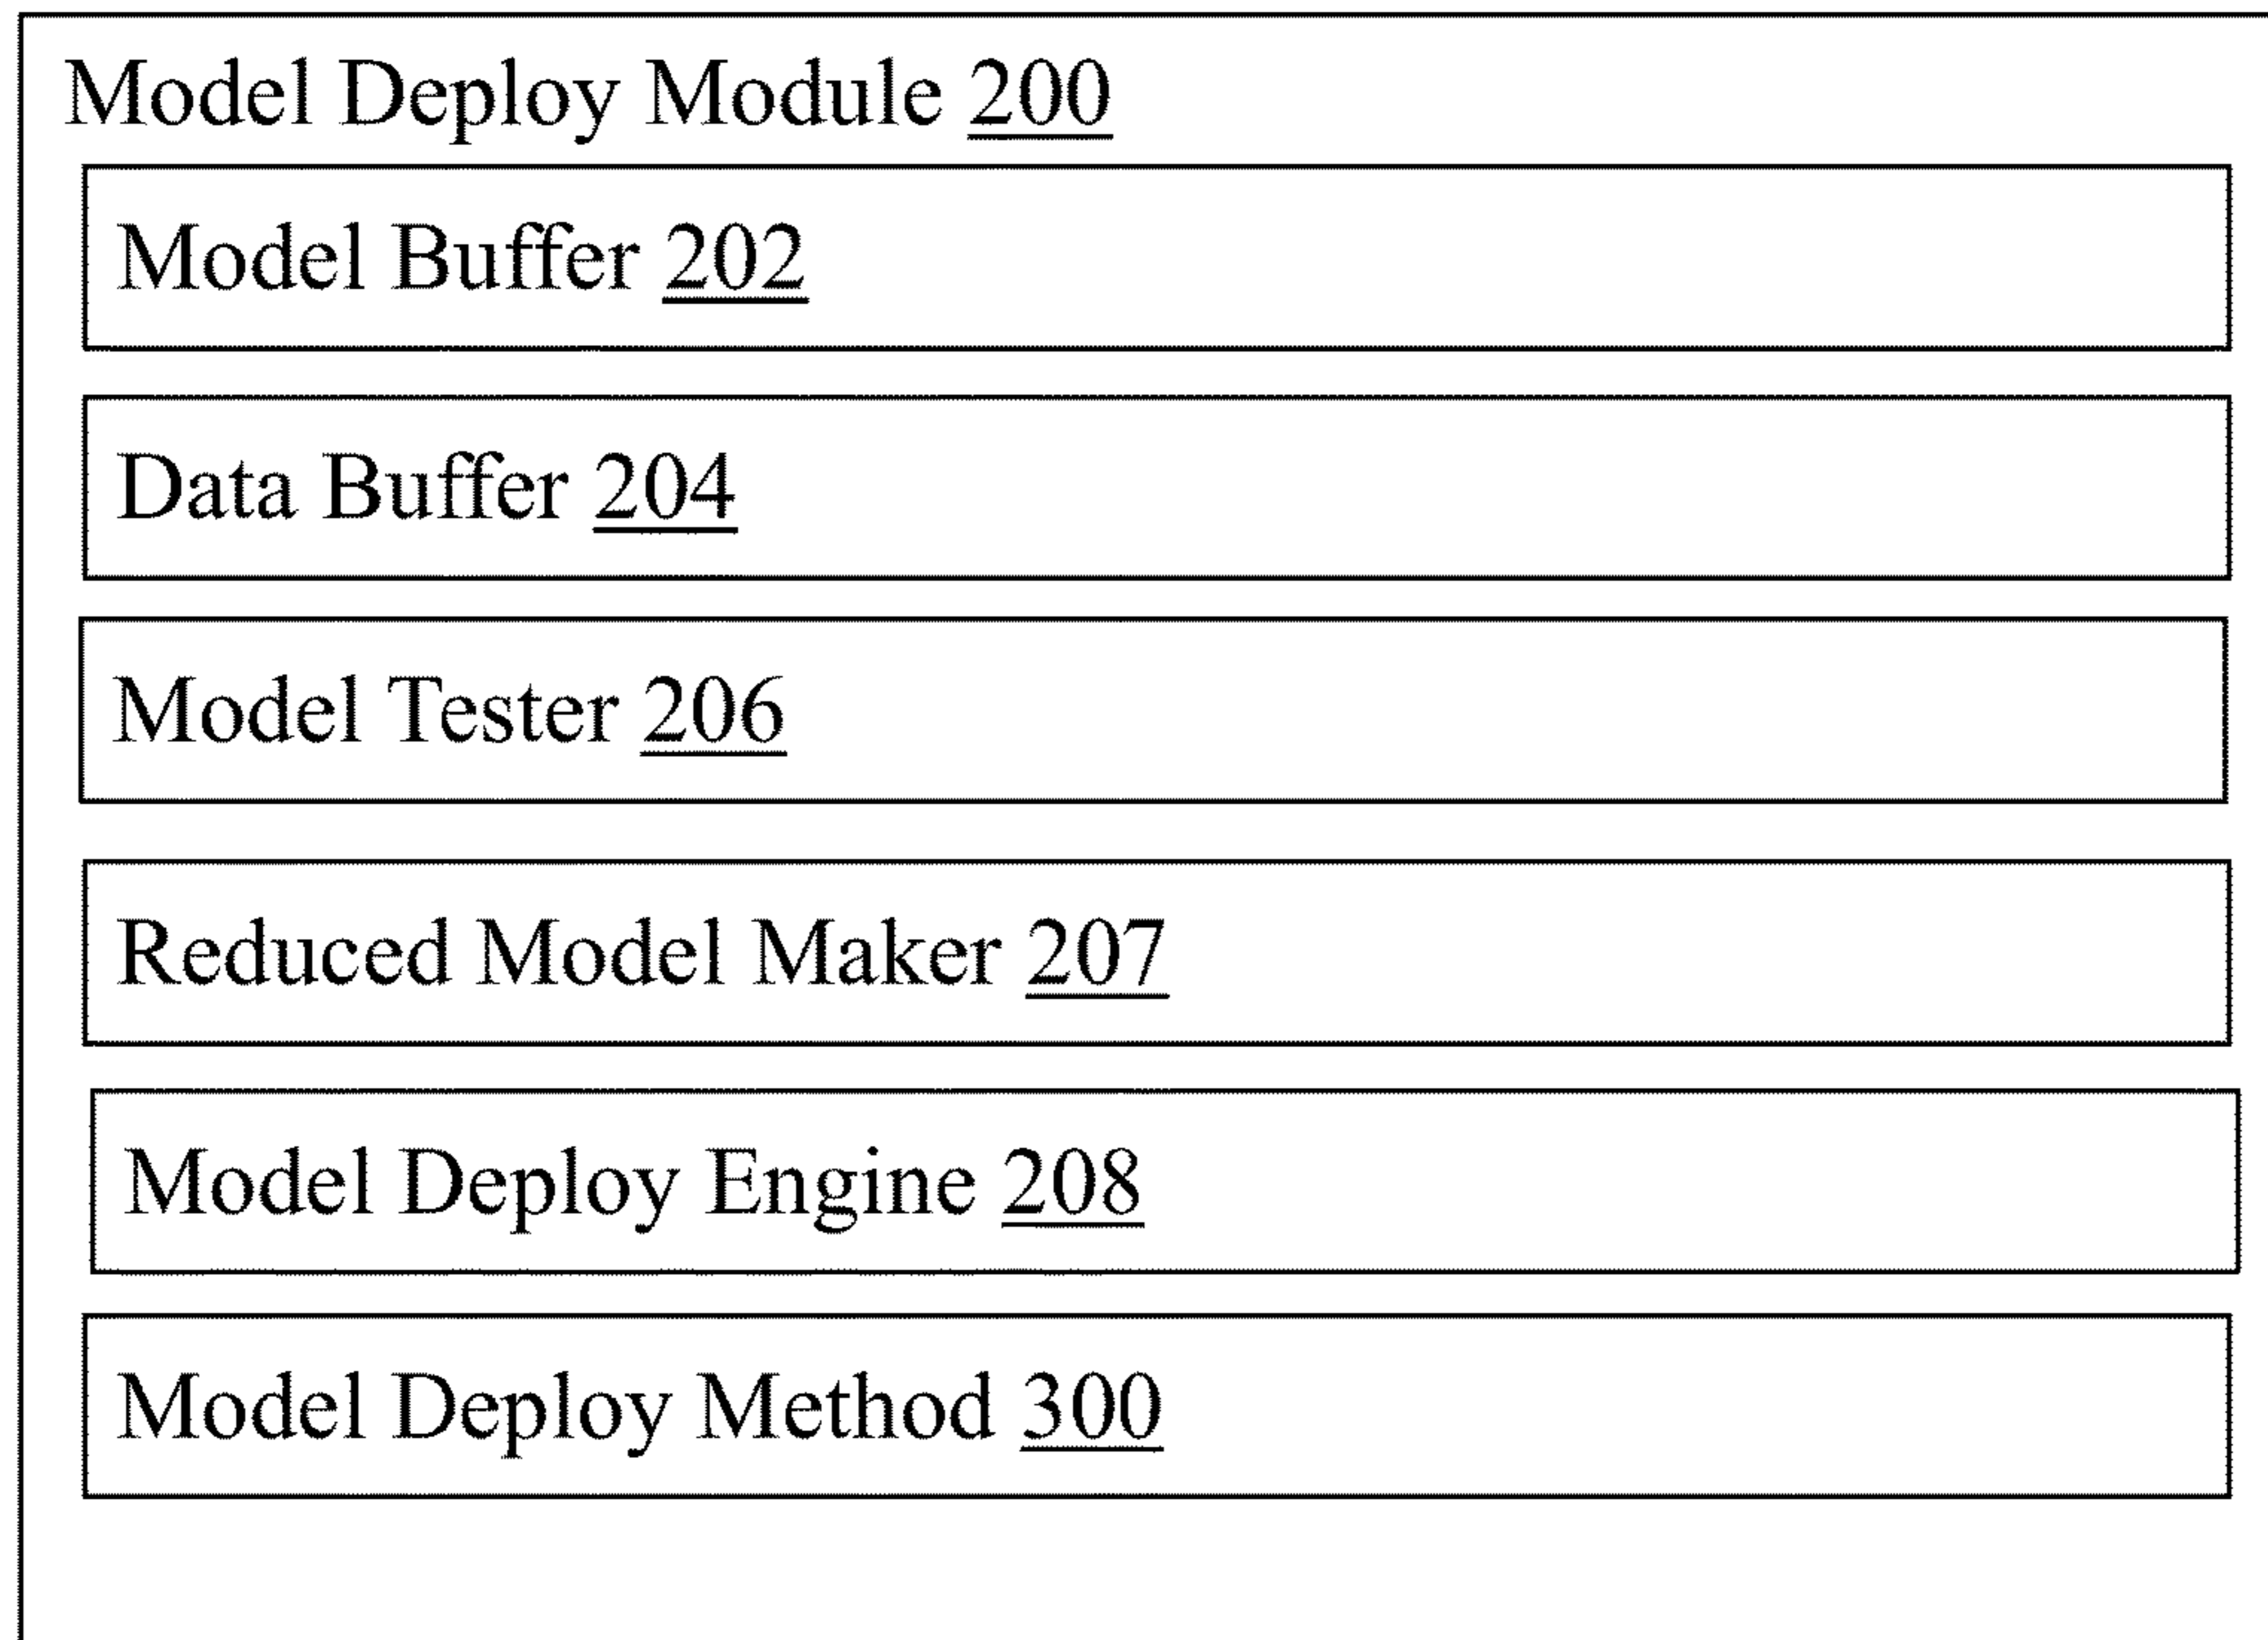 Model Deploy Module 200
Model Buffer 202
Data Buffer 204
Model Tester 206
Reduced Model Maker 207
Model Deploy Engine 208
Model Deploy Method 300